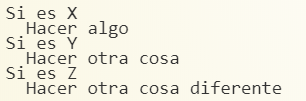 Si es X
  Hacer algo
Si es Y
  Hacer otra cosa
Si es Z
  Hacer otra cosa diferente